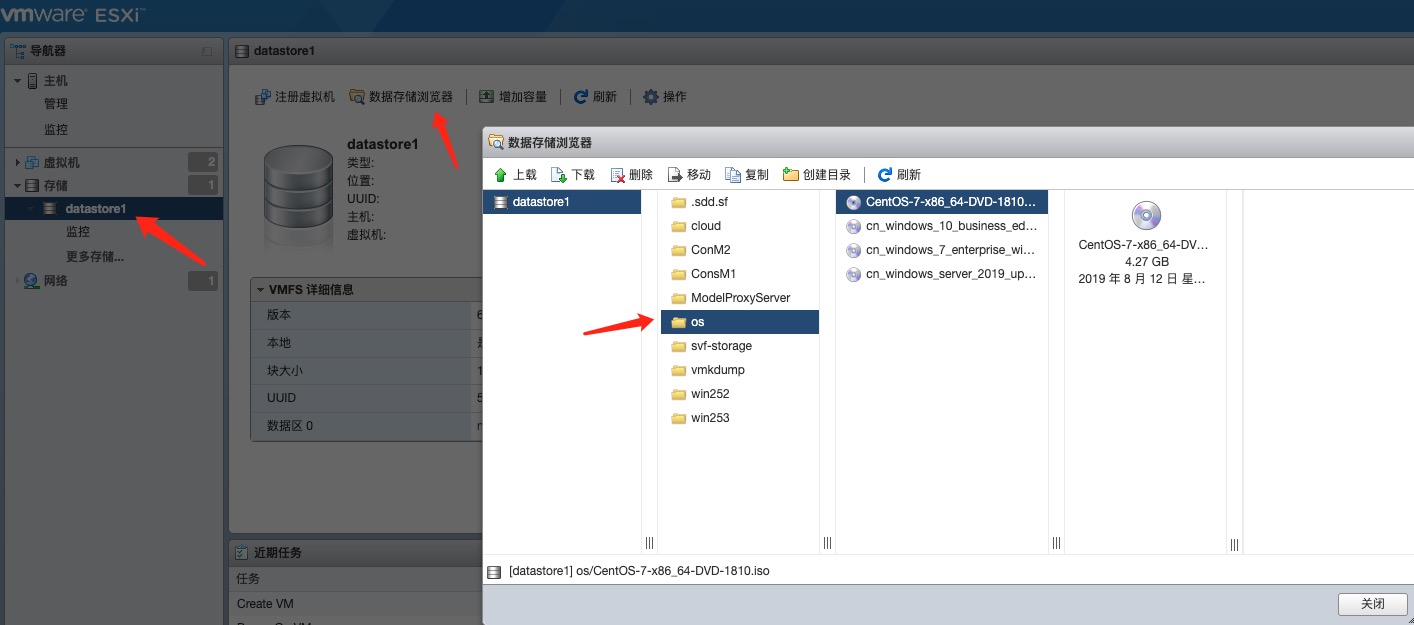 vmware ESXi™
导航器
主机
管理
监控
虚拟机 2
存储 1
datastore1
监控
更多存储...
网络 1
datastore1
注册虚拟机 数据存储浏览器 增加容量 刷新 操作
datastore1
类型:
位置:
UUID:
主机:
虚拟机:
VMFS 详细信息
版本 6
本地
块大小 1
UUID 5
数据区 0
近期任务
任务
Create VM
数据存储浏览器
上载 下载 删除 移动 复制 创建目录 刷新
datastore1
.sdd.sf
cloud
ConM2
ConsM1
ModelProxyServer
os
svf-storage
vmkdump
win252
win253
CentOS-7-x86_64-DVD-1810...
cn_windows_10_business_ed...
cn_windows_7_enterprise_wi...
cn_windows_server_2019_up...
CentOS-7-x86_64-DV...
4.27 GB
2019 年 8 月 12 日 星...
[datastore1] os/CentOS-7-x86_64-DVD-1810.iso
关闭